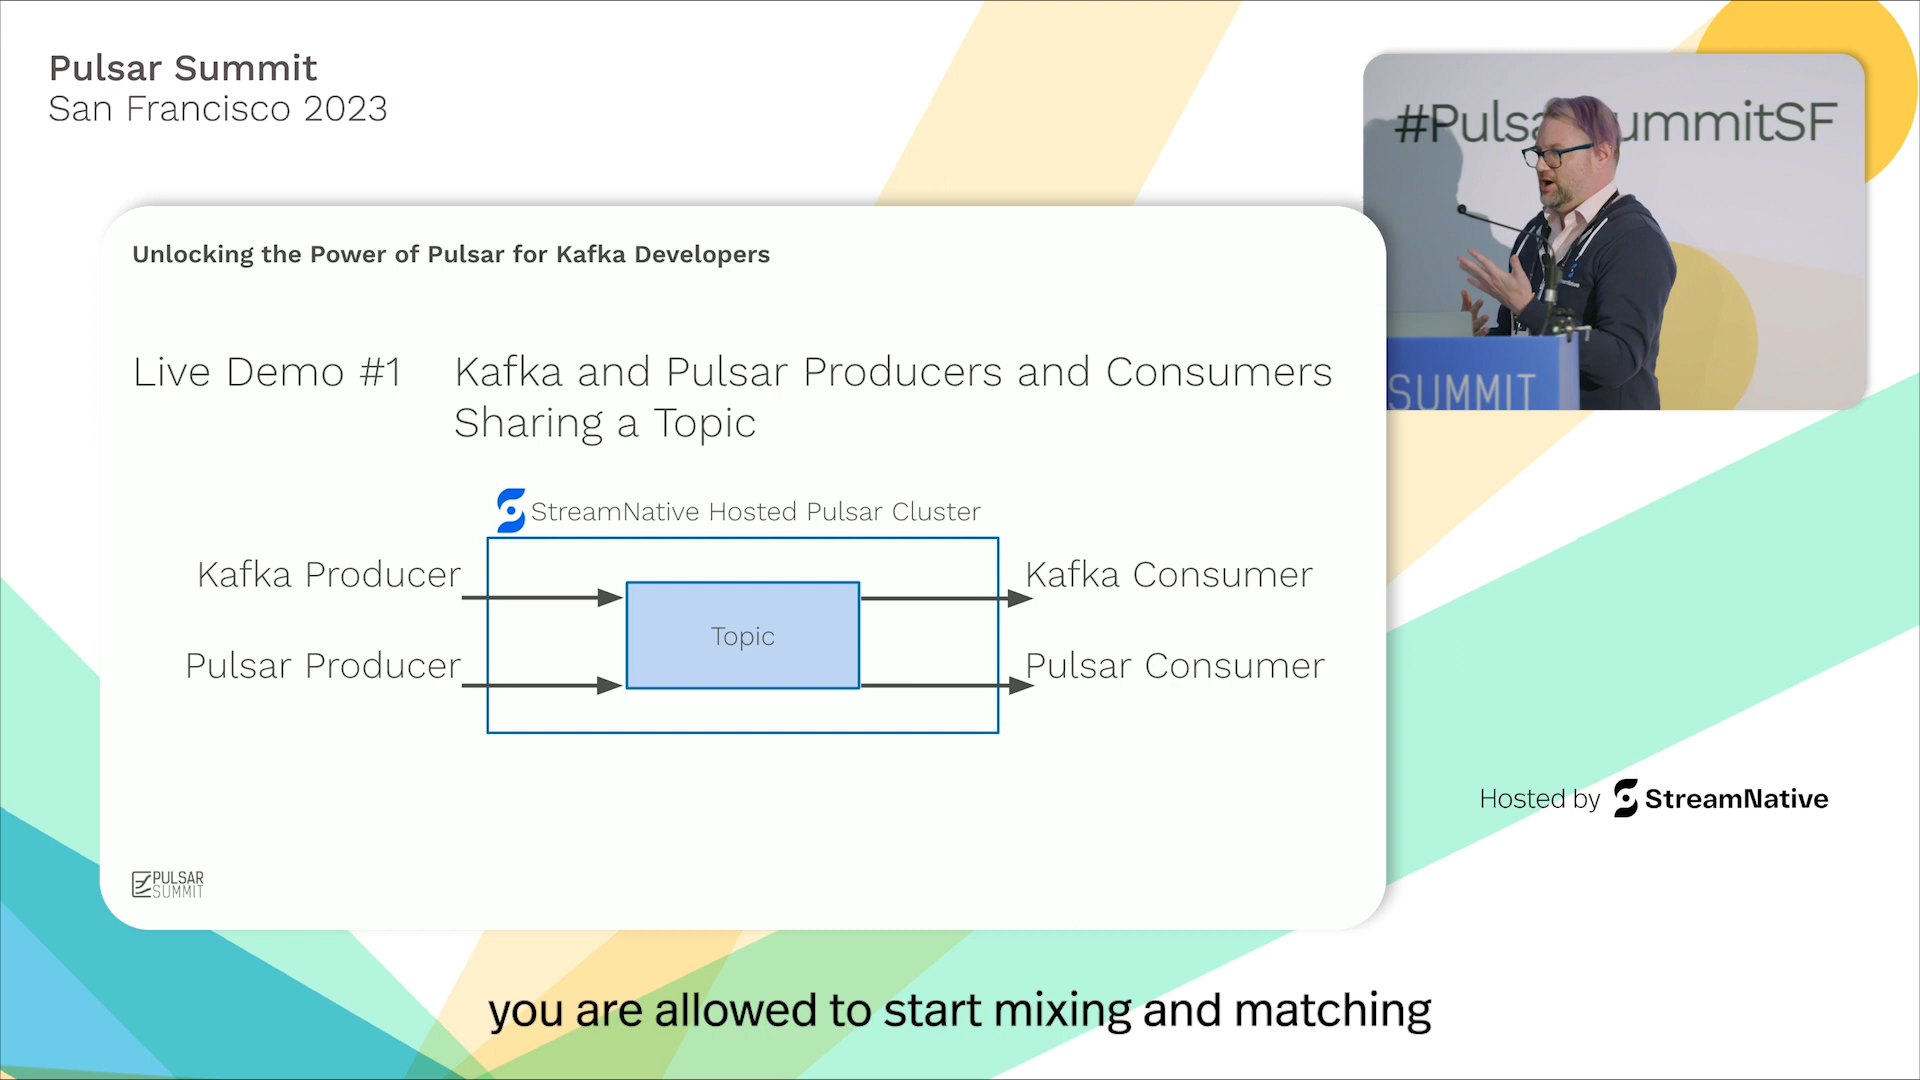 Pulsar Summit
San Francisco 2023
#Puls ummitSF
SUMMIT
Unlocking the Power of Pulsar for Kafka Developers
Live Demo #1
Kafka and Pulsar Producers and Consumers
Sharing a Topic
StreamNative Hosted Pulsar Cluster
Kafka Producer
Kafka Consumer
Topic
Pulsar Producer
Pulsar Consumer
Hosted by StreamNative
PULSAR
SUMMIT
you are allowed to start mixing and matching